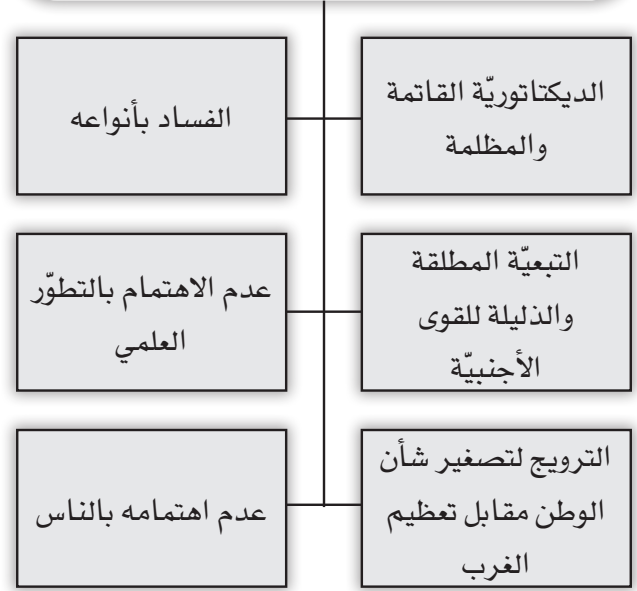 الديكتاتوريّة القاتمة
والمظلمة
الفساد بأنواعه
التبعيّة المطلقة
والذليلة للقوى
الأجنبيّة
عدم الاهتمام بالتطوّر
العلمي
الترويج لتصغير شأن
الوطن مقابل تعظيم
الغرب
عدم اهتمامه بالناس